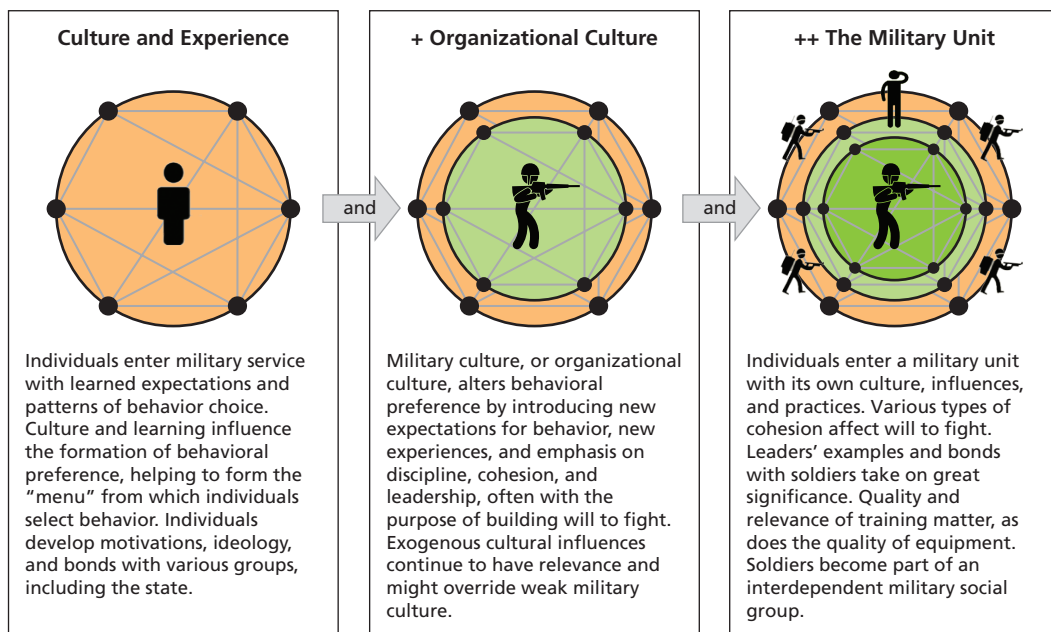 Culture and Experience
Individuals enter military service
with learned expectations and
patterns of behavior choice.
Culture and learning influence
the formation of behavioral
preference, helping to form the
“menu” from which individuals
select behavior. Individuals
develop motivations, ideology,
and bonds with various groups,
including the state.
and
+ Organizational Culture
Military culture, or organizational
culture, alters behavioral
preference by introducing new
expectations for behavior, new
experiences, and emphasis on
discipline, cohesion, and
leadership, often with the
purpose of building will to fight.
Exogenous cultural influences
continue to have relevance and
might override weak military
culture.
and
++ The Military Unit
Individuals enter a military unit
with its own culture, influences,
and practices. Various types of
cohesion affect will to fight.
Leaders’ examples and bonds
with soldiers take on great
significance. Quality and
relevance of training matter, as
does the quality of equipment.
Soldiers become part of an
interdependent military social
group.